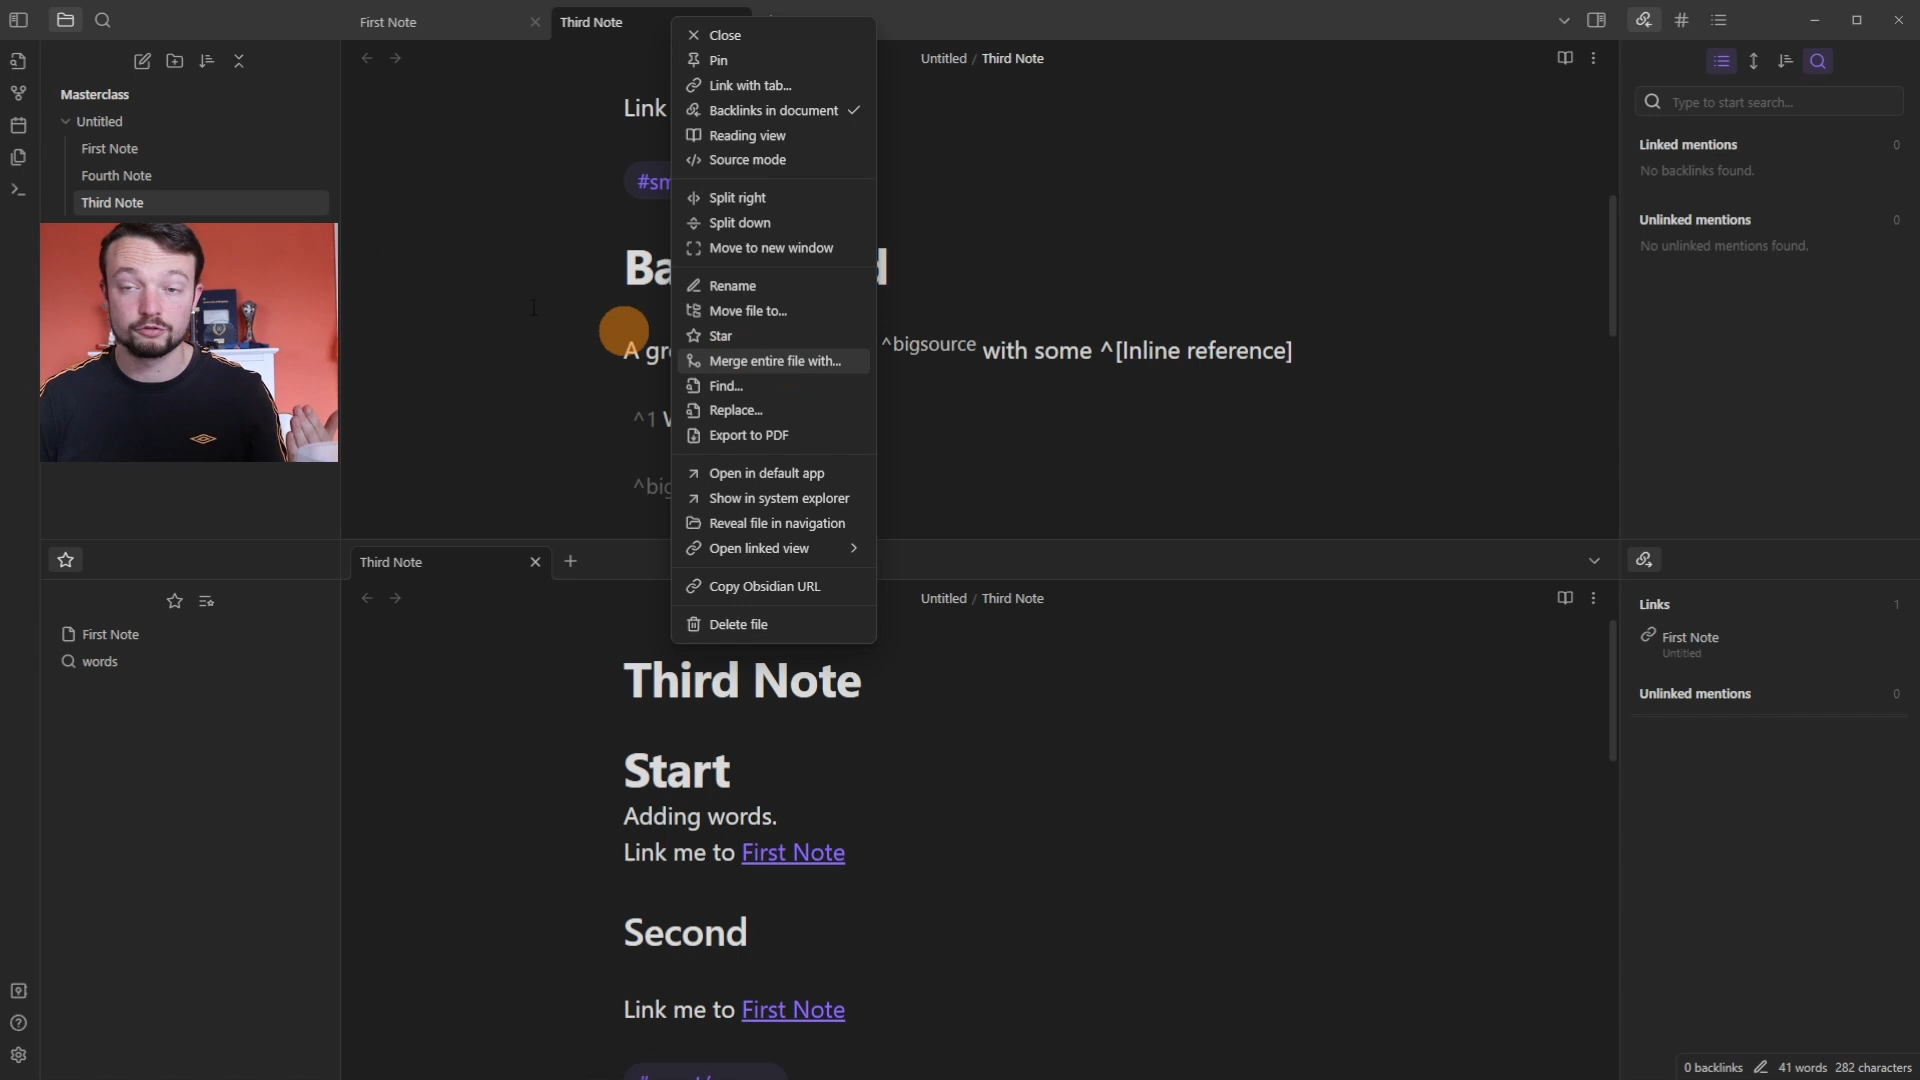 First Note
Third Note
Masterclass
Untitled
First Note
Fourth Note
Third Note
Untitled / Third Note
Link
#sm
Ba
d
A gr
^bigsource with some ^[Inline reference]
^1
^big
Close
Pin
Link with tab...
Backlinks in document
Reading view
Source mode
Split right
Split down
Move to new window
Rename
Move file to...
Star
Merge entire file with...
Find...
Replace...
Export to PDF
Open in default app
Show in system explorer
Reveal file in navigation
Open linked view
Copy Obsidian URL
Delete file
Type to start search...
Linked mentions 0
No backlinks found.
Unlinked mentions 0
No unlinked mentions found.
First Note
words
Third Note
Untitled / Third Note
Third Note
Start
Adding words.
Link me to First Note
Second
Link me to First Note
Links 1
First Note
Untitled
Unlinked mentions 0
0 backlinks 41 words 282 characters